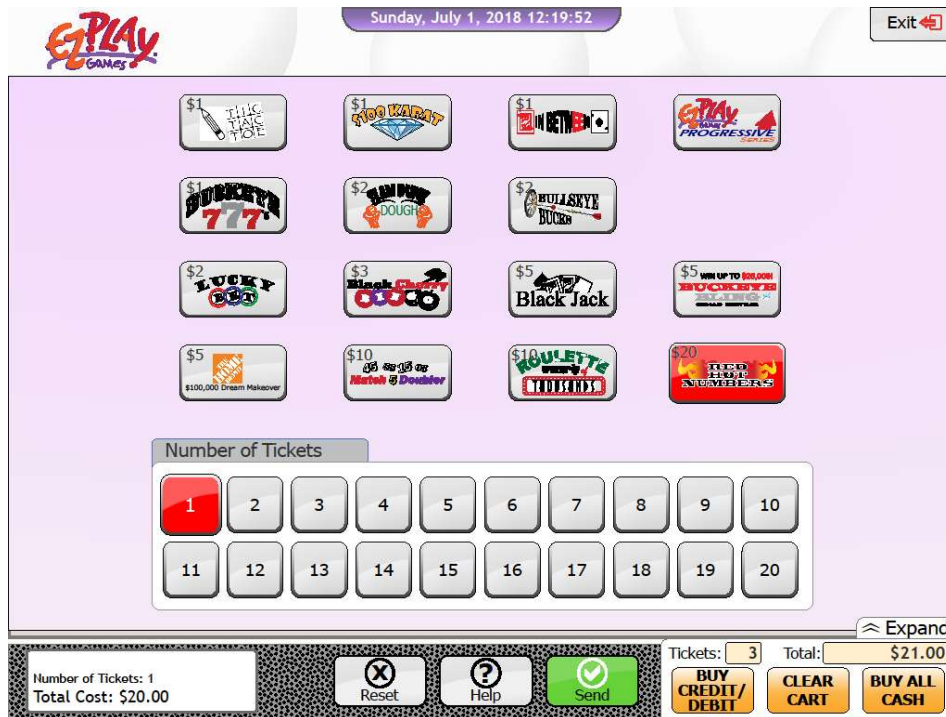 Sunday, July 1, 2018 12:19:52
Exit
EZPLAY
GAMES
$1
TIC
TAC
TOE
$1
$100 KARAT
$1
IN BETWEEN
EZPLAY
GAMES
PROGRESSIVE
SERIES
$1
BUCKEYE
777
$2
SLAM DUNK
DOUGH
$2
BULLSEYE
BUCKS
$2
LUCKY
BET
$3
Black Cherry
$5
Black Jack
$5
WIN UP TO
BUCKEYE
BLING
$5
$100,000 Dream Makeover
$10
Match 5 Doubler
$10
ROULETTE
THOUSANDS
$20
RED
HOT
NUMBERS
Number of Tickets
1 2 3 4 5 6 7 8 9 10
11 12 13 14 15 16 17 18 19 20
Expand
Number of Tickets: 1
Total Cost: $20.00
Reset
Help
Send
Tickets: 3 Total: $21.00
BUY
CREDIT/
DEBIT
CLEAR
CART
BUY ALL
CASH